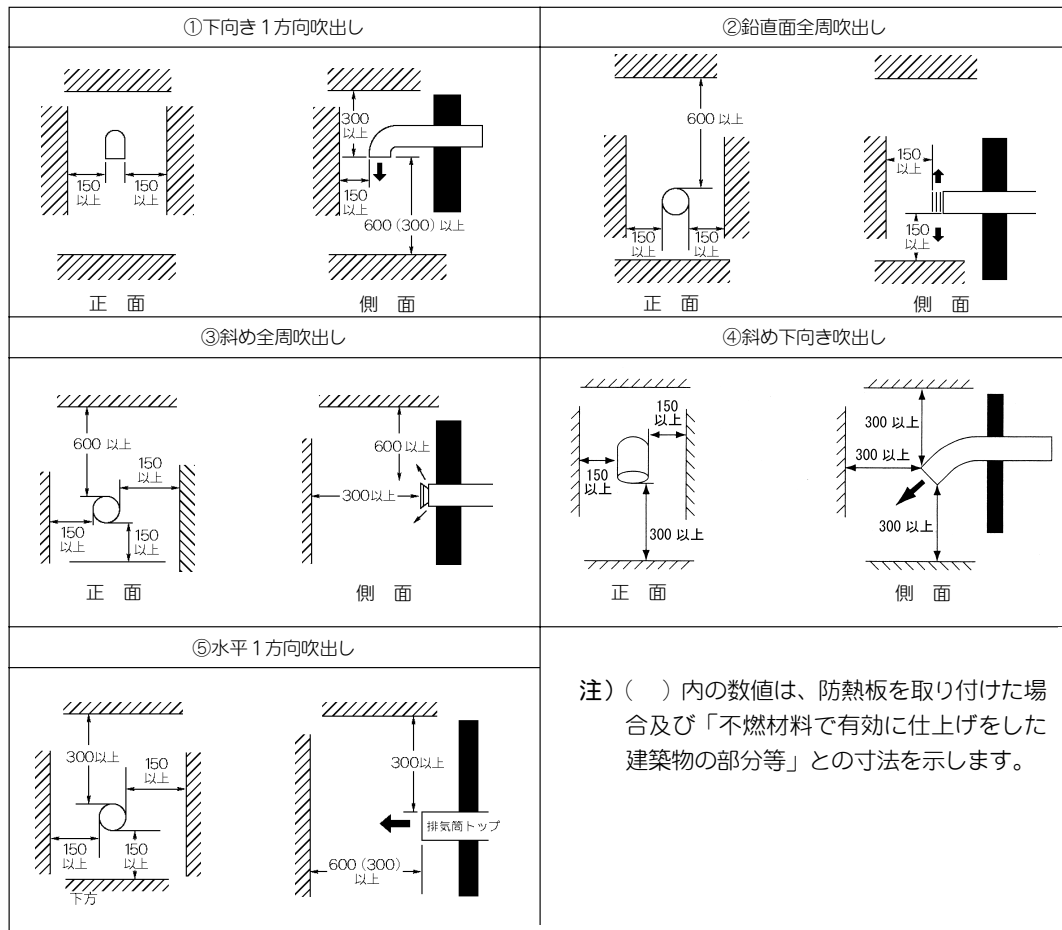 ①下向き1方向吹出し
300
以上
150
以上
150
以上
150
以上
600 (300) 以上
正 面
側 面
②鉛直面全周吹出し
600 以上
150
以上
150
以上
150
以上
150
以上
正 面
側 面
③斜め全周吹出し
600 以上
150
以上
150
以上
150
以上
600 以上
300以上
正 面
側 面
④斜め下向き吹出し
150
以上
150
以上
300 以上
300 以上
300 以上
300 以上
正 面
側 面
⑤水平1方向吹出し
300以上
150
以上
150
以上
150
以上
下方
300以上
排気筒トップ
600 (300)
以上
注)( )内の数値は、防熱板を取り付けた場
合及び「不燃材料で有効に仕上げをした
建築物の部分等」との寸法を示します。